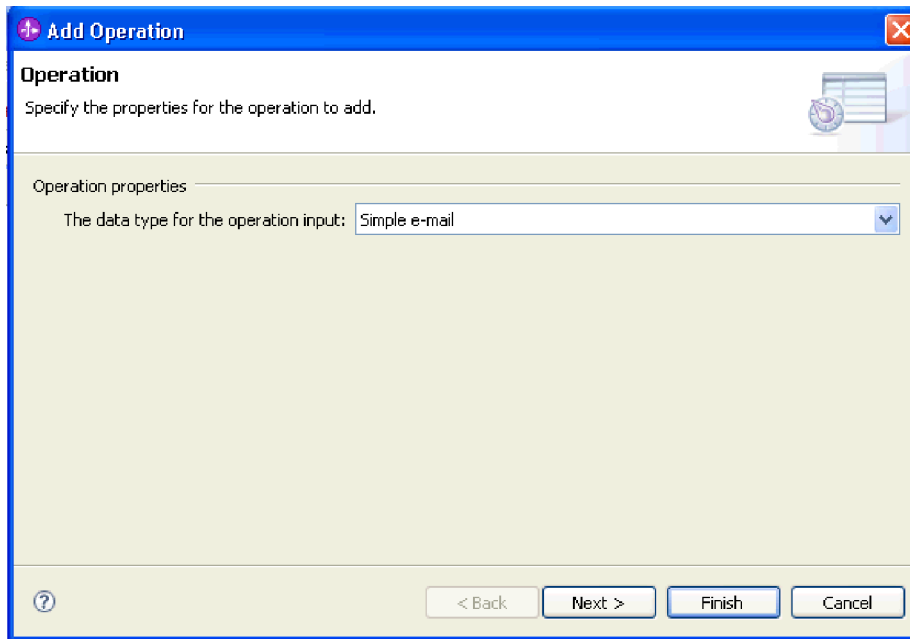 Add Operation
Operation
Specify the properties for the operation to add.
Operation properties
The data type for the operation input: Simple e-mail
? < Back Next > Finish Cancel